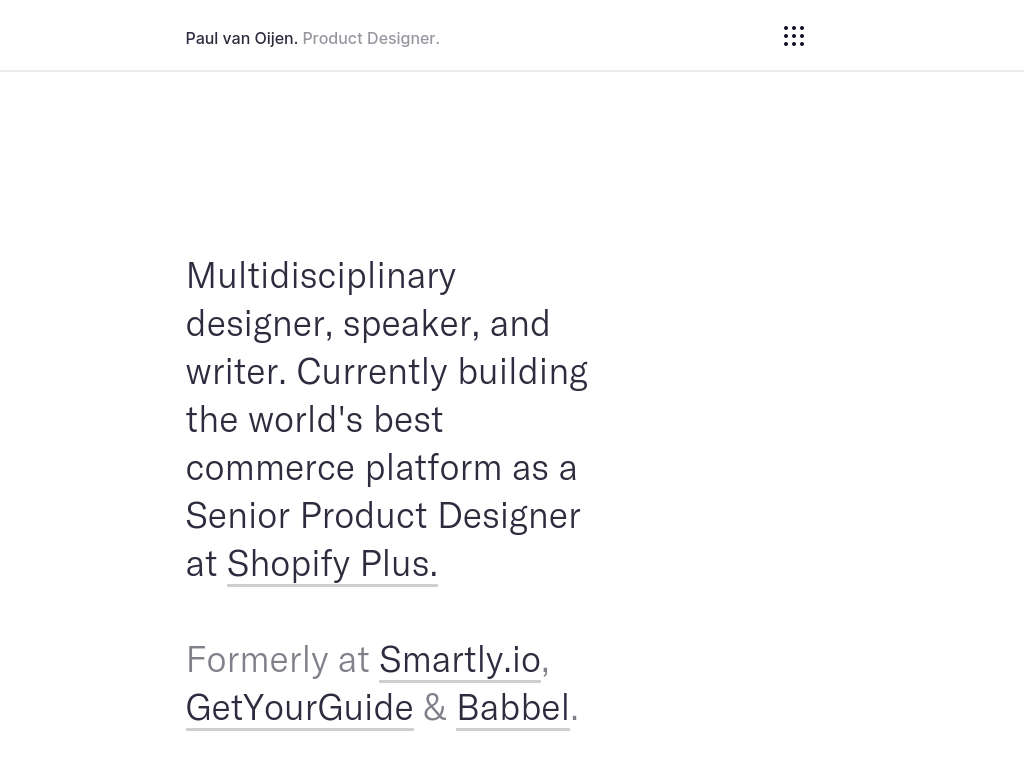 Paul van Oijen. Product Designer.
Multidisciplinary
designer, speaker, and
writer. Currently building
the world's best
commerce platform as a
Senior Product Designer
at Shopify Plus.
Formerly at Smartly.io,
GetYourGuide & Babbel.